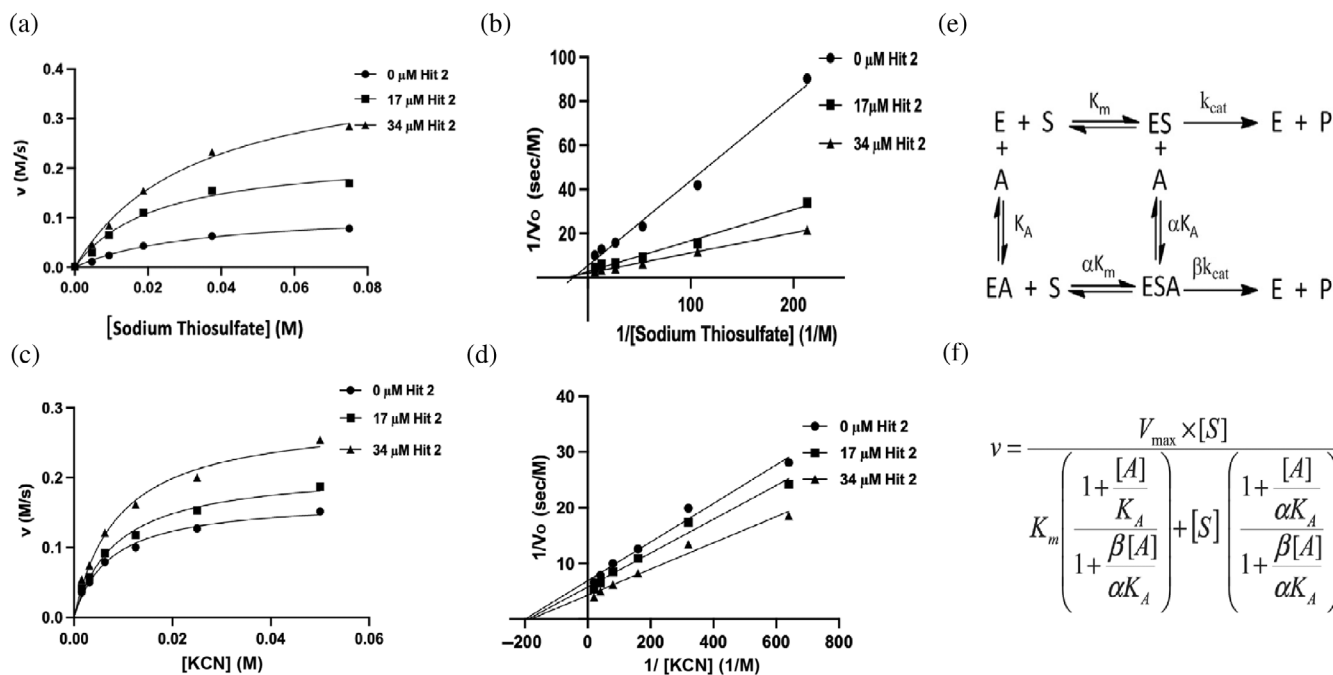 (a)
0 μM Hit 2
17 μM Hit 2
34 μM Hit 2
0.4
0.3
0.2
0.1
0.0
0.00
0.02
0.04
0.06
0.08
v (M/s)
[Sodium Thiosulfate] (M)
(b)
0 μM Hit 2
17μM Hit 2
34 μM Hit 2
100
80
60
40
20
100
200
1/Vo (sec/M)
1/[Sodium Thiosulfate] (1/M)
(c)
0 μM Hit 2
17 μM Hit 2
34 μM Hit 2
0.3
0.2
0.1
0.0
0.00
0.02
0.04
0.06
v (M/s)
[KCN] (M)
(d)
0 μM Hit 2
17 μM Hit 2
34 μM Hit 2
40
30
20
10
−200
0
200
400
600
800
1/Vo (sec/M)
1/ [KCN] (1/M)
(e)
E + S Km ES kcat E + P
+ +
A A
KA αKA
EA + S αKm ESA βkcat E + P
(f)
v = Vmax × [S]
Km ( 1 + [A] / KA / 1 + β[A] / αKA ) + [S] ( 1 + [A] / αKA / 1 + β[A] / αKA )